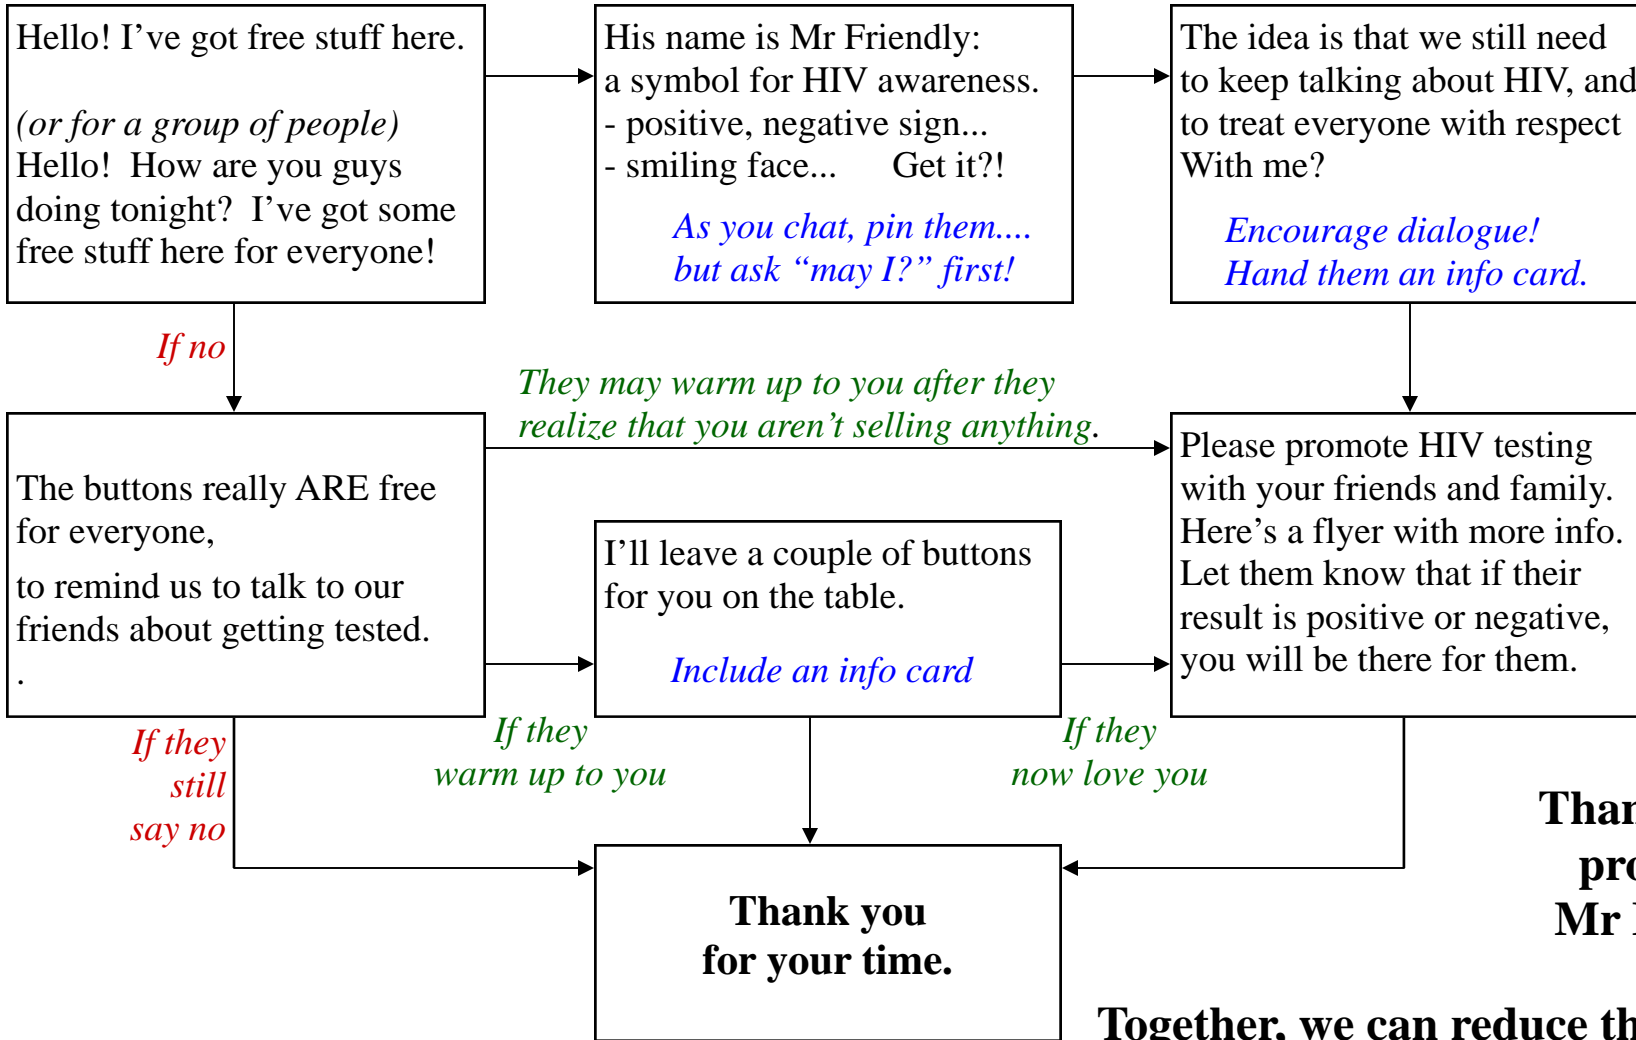 Hello! I’ve got free stuff here.
(or for a group of people)
Hello!  How are you guys
doing tonight?  I’ve got some
free stuff here for everyone!
His name is Mr Friendly:
a symbol for HIV awareness.
- positive, negative sign...
- smiling face...     Get it?!
As you chat, pin them....
but ask “may I?” first!
The idea is that we still need
to keep talking about HIV, and
to treat everyone with respect
With me?
Encourage dialogue!
Hand them an info card.
If no
They may warm up to you after they
realize that you aren’t selling anything.
The buttons really ARE free
for everyone,
to remind us to talk to our
friends about getting tested.
.
I’ll leave a couple of buttons
for you on the table.
Include an info card
Please promote HIV testing
with your friends and family.
Here’s a flyer with more info.
Let them know that if their
result is positive or negative,
you will be there for them.
If they
still
say no
If they
warm up to you
If they
now love you
Thank you
for your time.
Mr
Together, we can reduce